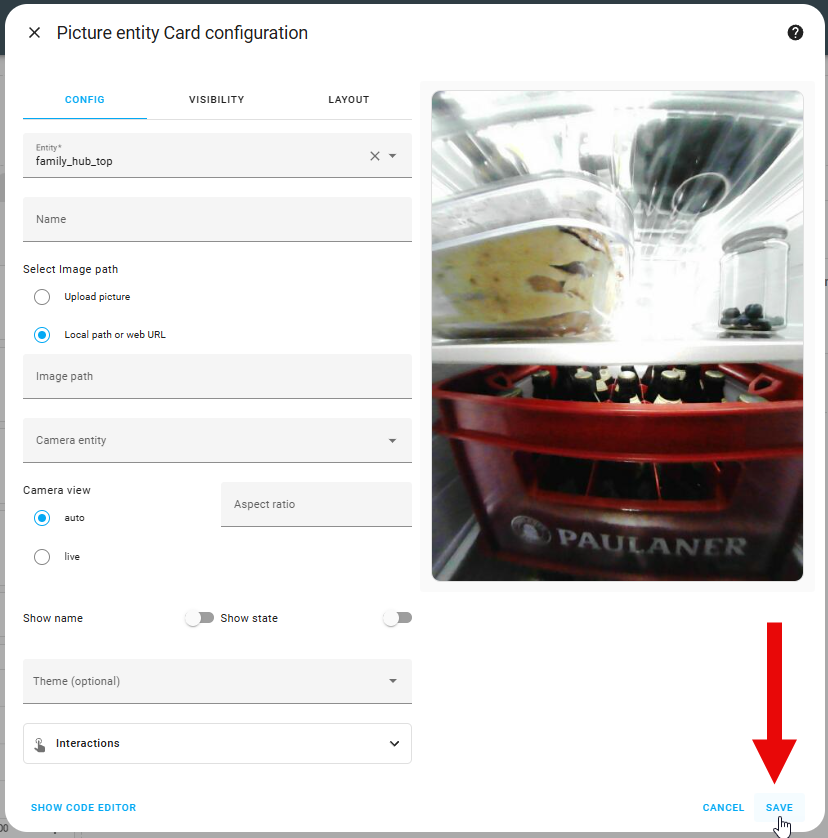 Picture entity Card configuration
CONFIG
VISIBILITY
LAYOUT
Entity*
family_hub_top
Name
Select Image path
Upload picture
Local path or web URL
Image path
Camera entity
Camera view
auto
Aspect ratio
live
Show name
Show state
Theme (optional)
Interactions
SHOW CODE EDITOR
CANCEL
SAVE
PAULANER